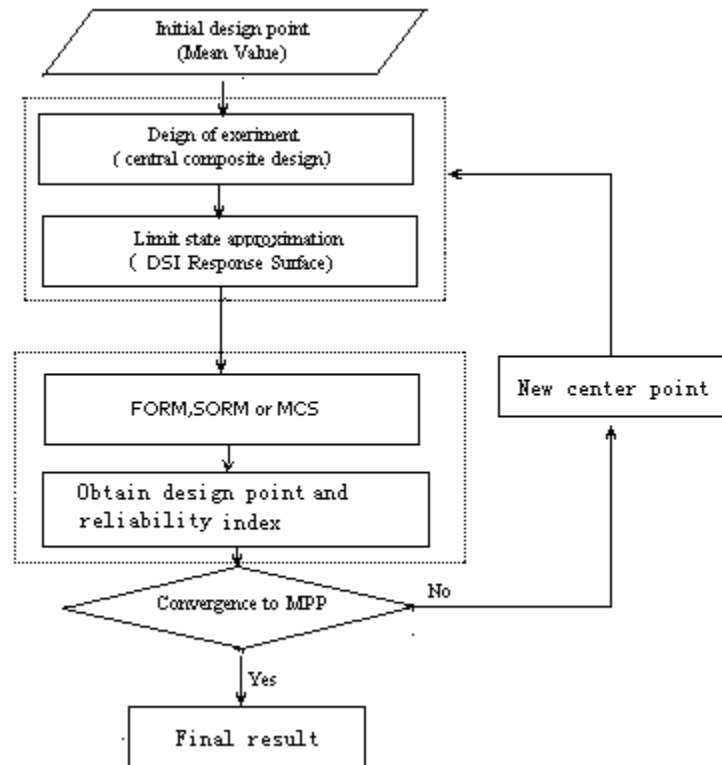 Initial design point
(Mean Value)
Deign of exeriment
( central composite design)
Limit state approximation
( DSI Response Surface)
FORM,SORM or MCS
New center point
Obtain design point and
reliability index
Convergence to MPP
No
Yes
Final result